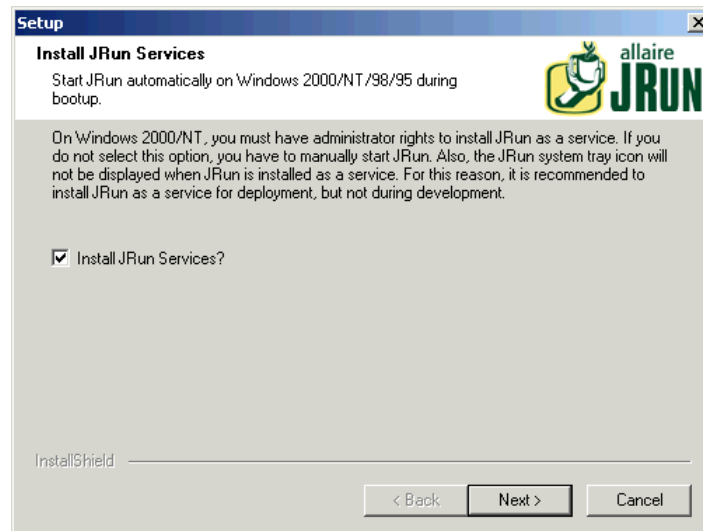 Setup
Install JRun Services
Start JRun automatically on Windows 2000/NT/98/95 during
bootup.
allaire
JRUN
On Windows 2000/NT, you must have administrator rights to install JRun as a service. If you
do not select this option, you have to manually start JRun. Also, the JRun system tray icon will
not be displayed when JRun is installed as a service. For this reason, it is recommended to
install JRun as a service for deployment, but not during development.
Install JRun Services?
InstallShield
< Back
Next >
Cancel